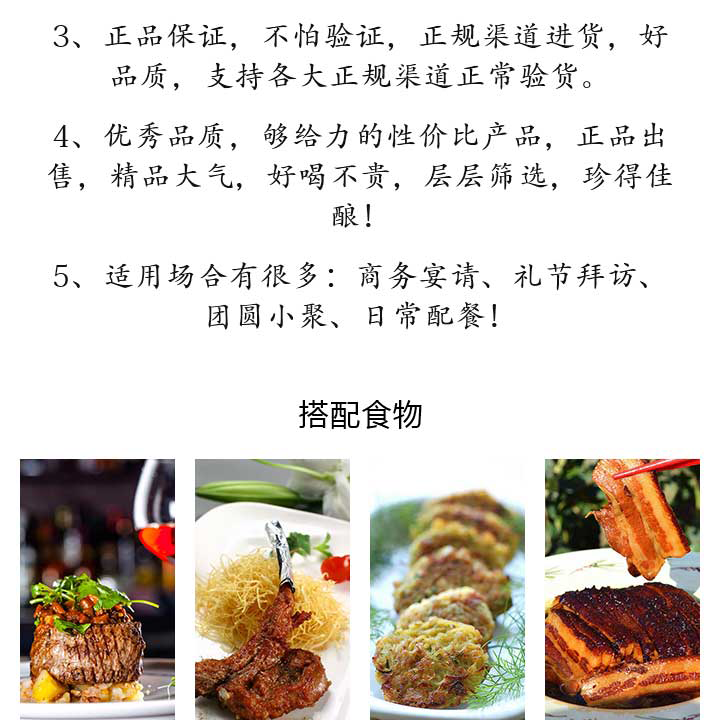 3、正品保证，不怕验证，正规渠道进货，好
品质，支持各大正规渠道正常验货。
4、优秀品质，够给力的性价比产品，正品出
售，精品大气，好喝不贵，层层筛选，珍得佳
酿！
5、适用场合有很多：商务宴请、礼节拜访、
团圆小聚、日常配餐！
搭配食物